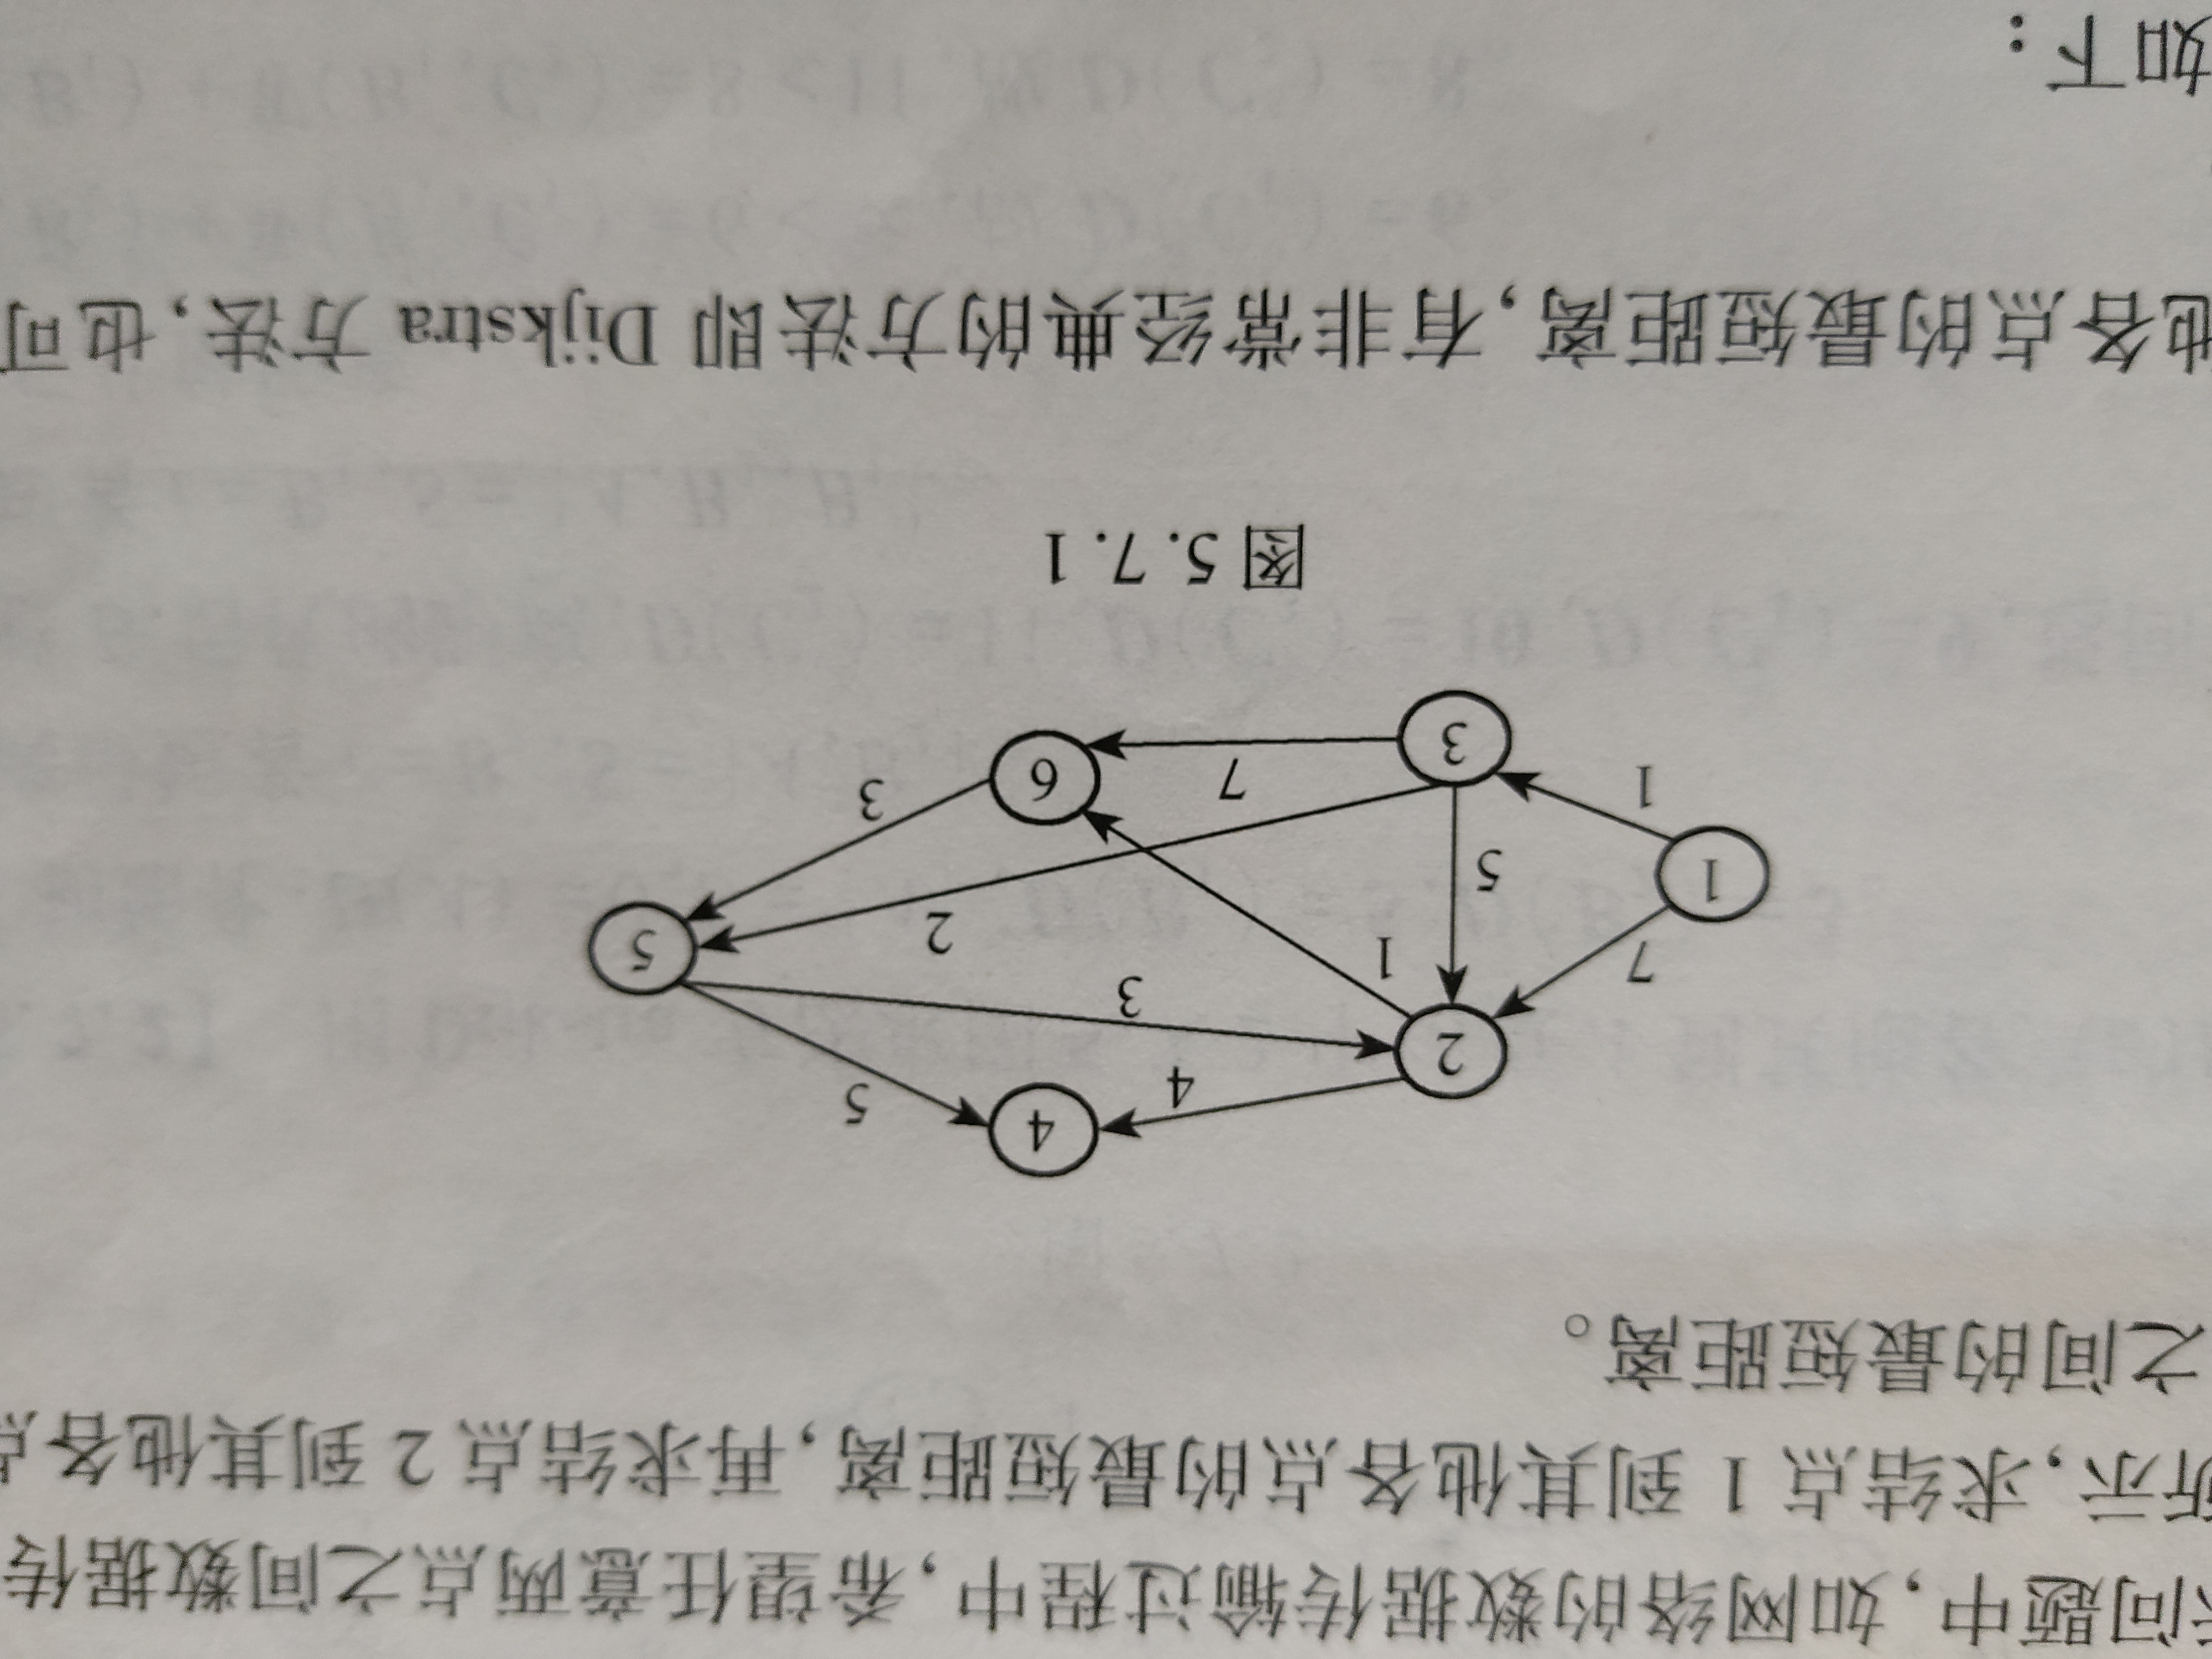 问题中,如网络的数据传输过程中,希望任意两点之间数据传
所示,求结点 1 到其他各点的最短距离,再求结点 2 到其他各点
之间的最短距离。
4
5
4
5
3
2
2
1
6
3
7
5
7
1
3
1
图 5.7.1
他各点的最短距离,有非常经典的方法即 Dijkstra 方法,也可
如下: